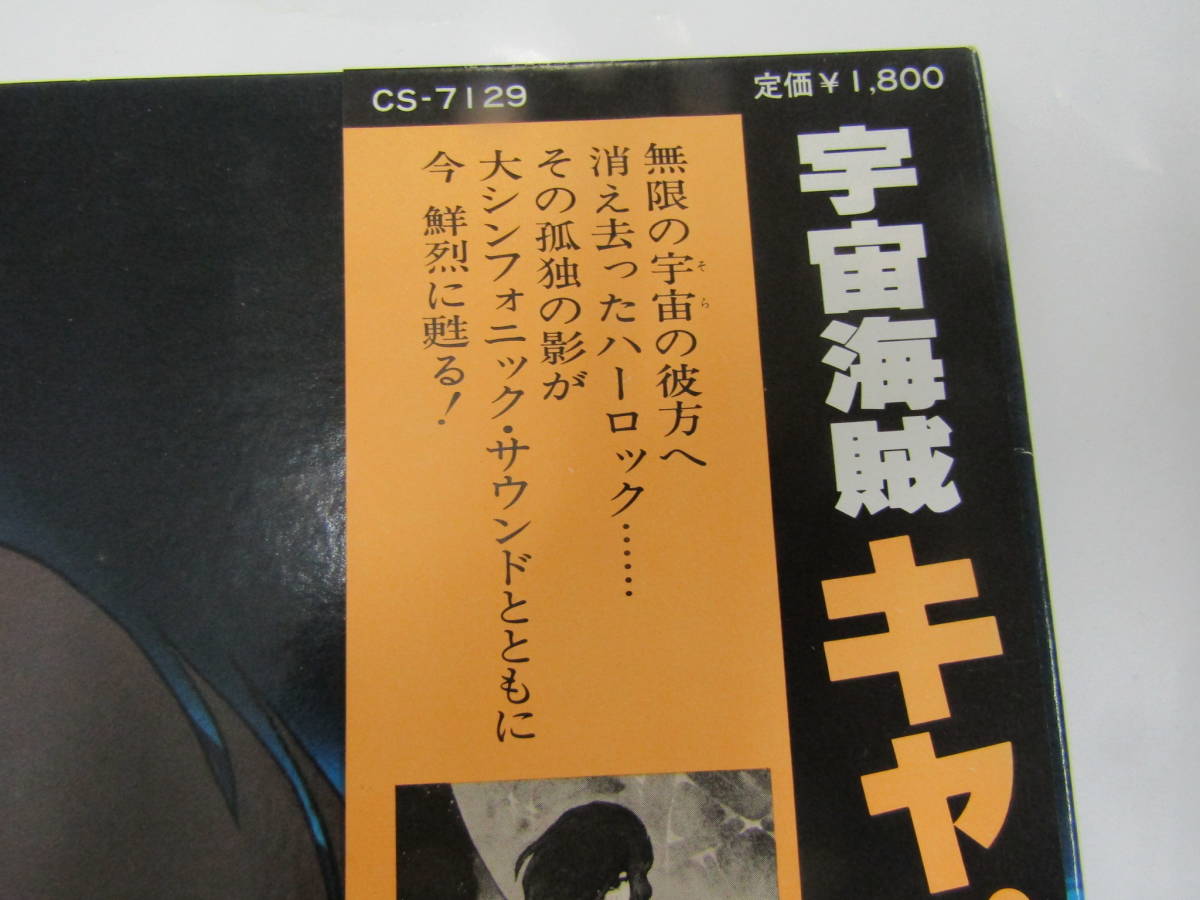 CS-7129
定価￥1,800
宇宙海賊
キャ
無限の宇宙の彼方へ
そら
消え去ったハーロック……
その孤独の影が
大シンフォニック・サウンドとともに
今 鮮烈に甦る!